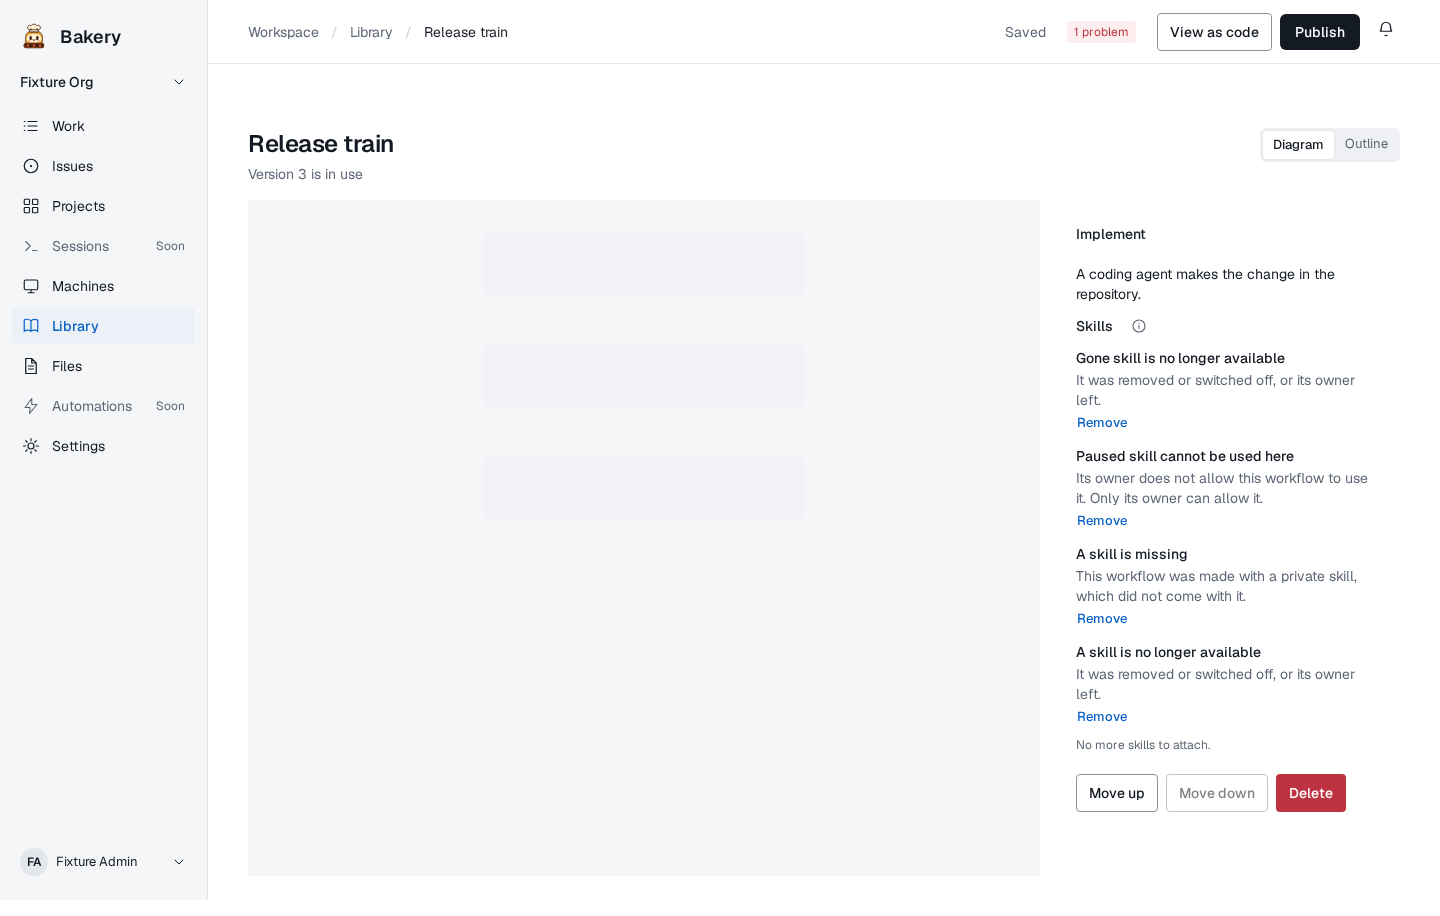 Bakery
Fixture Org
Work
Issues
Projects
Sessions Soon
Machines
Library
Files
Automations Soon
Settings
FA Fixture Admin
Workspace / Library / Release train
Saved
1 problem
View as code
Publish
Release train
Version 3 is in use
Diagram
Outline
Implement
A coding agent makes the change in the
repository.
Skills
Gone skill is no longer available
It was removed or switched off, or its owner
left.
Remove
Paused skill cannot be used here
Its owner does not allow this workflow to use
it. Only its owner can allow it.
Remove
A skill is missing
This workflow was made with a private skill,
which did not come with it.
Remove
A skill is no longer available
It was removed or switched off, or its owner
left.
Remove
No more skills to attach.
Move up
Move down
Delete